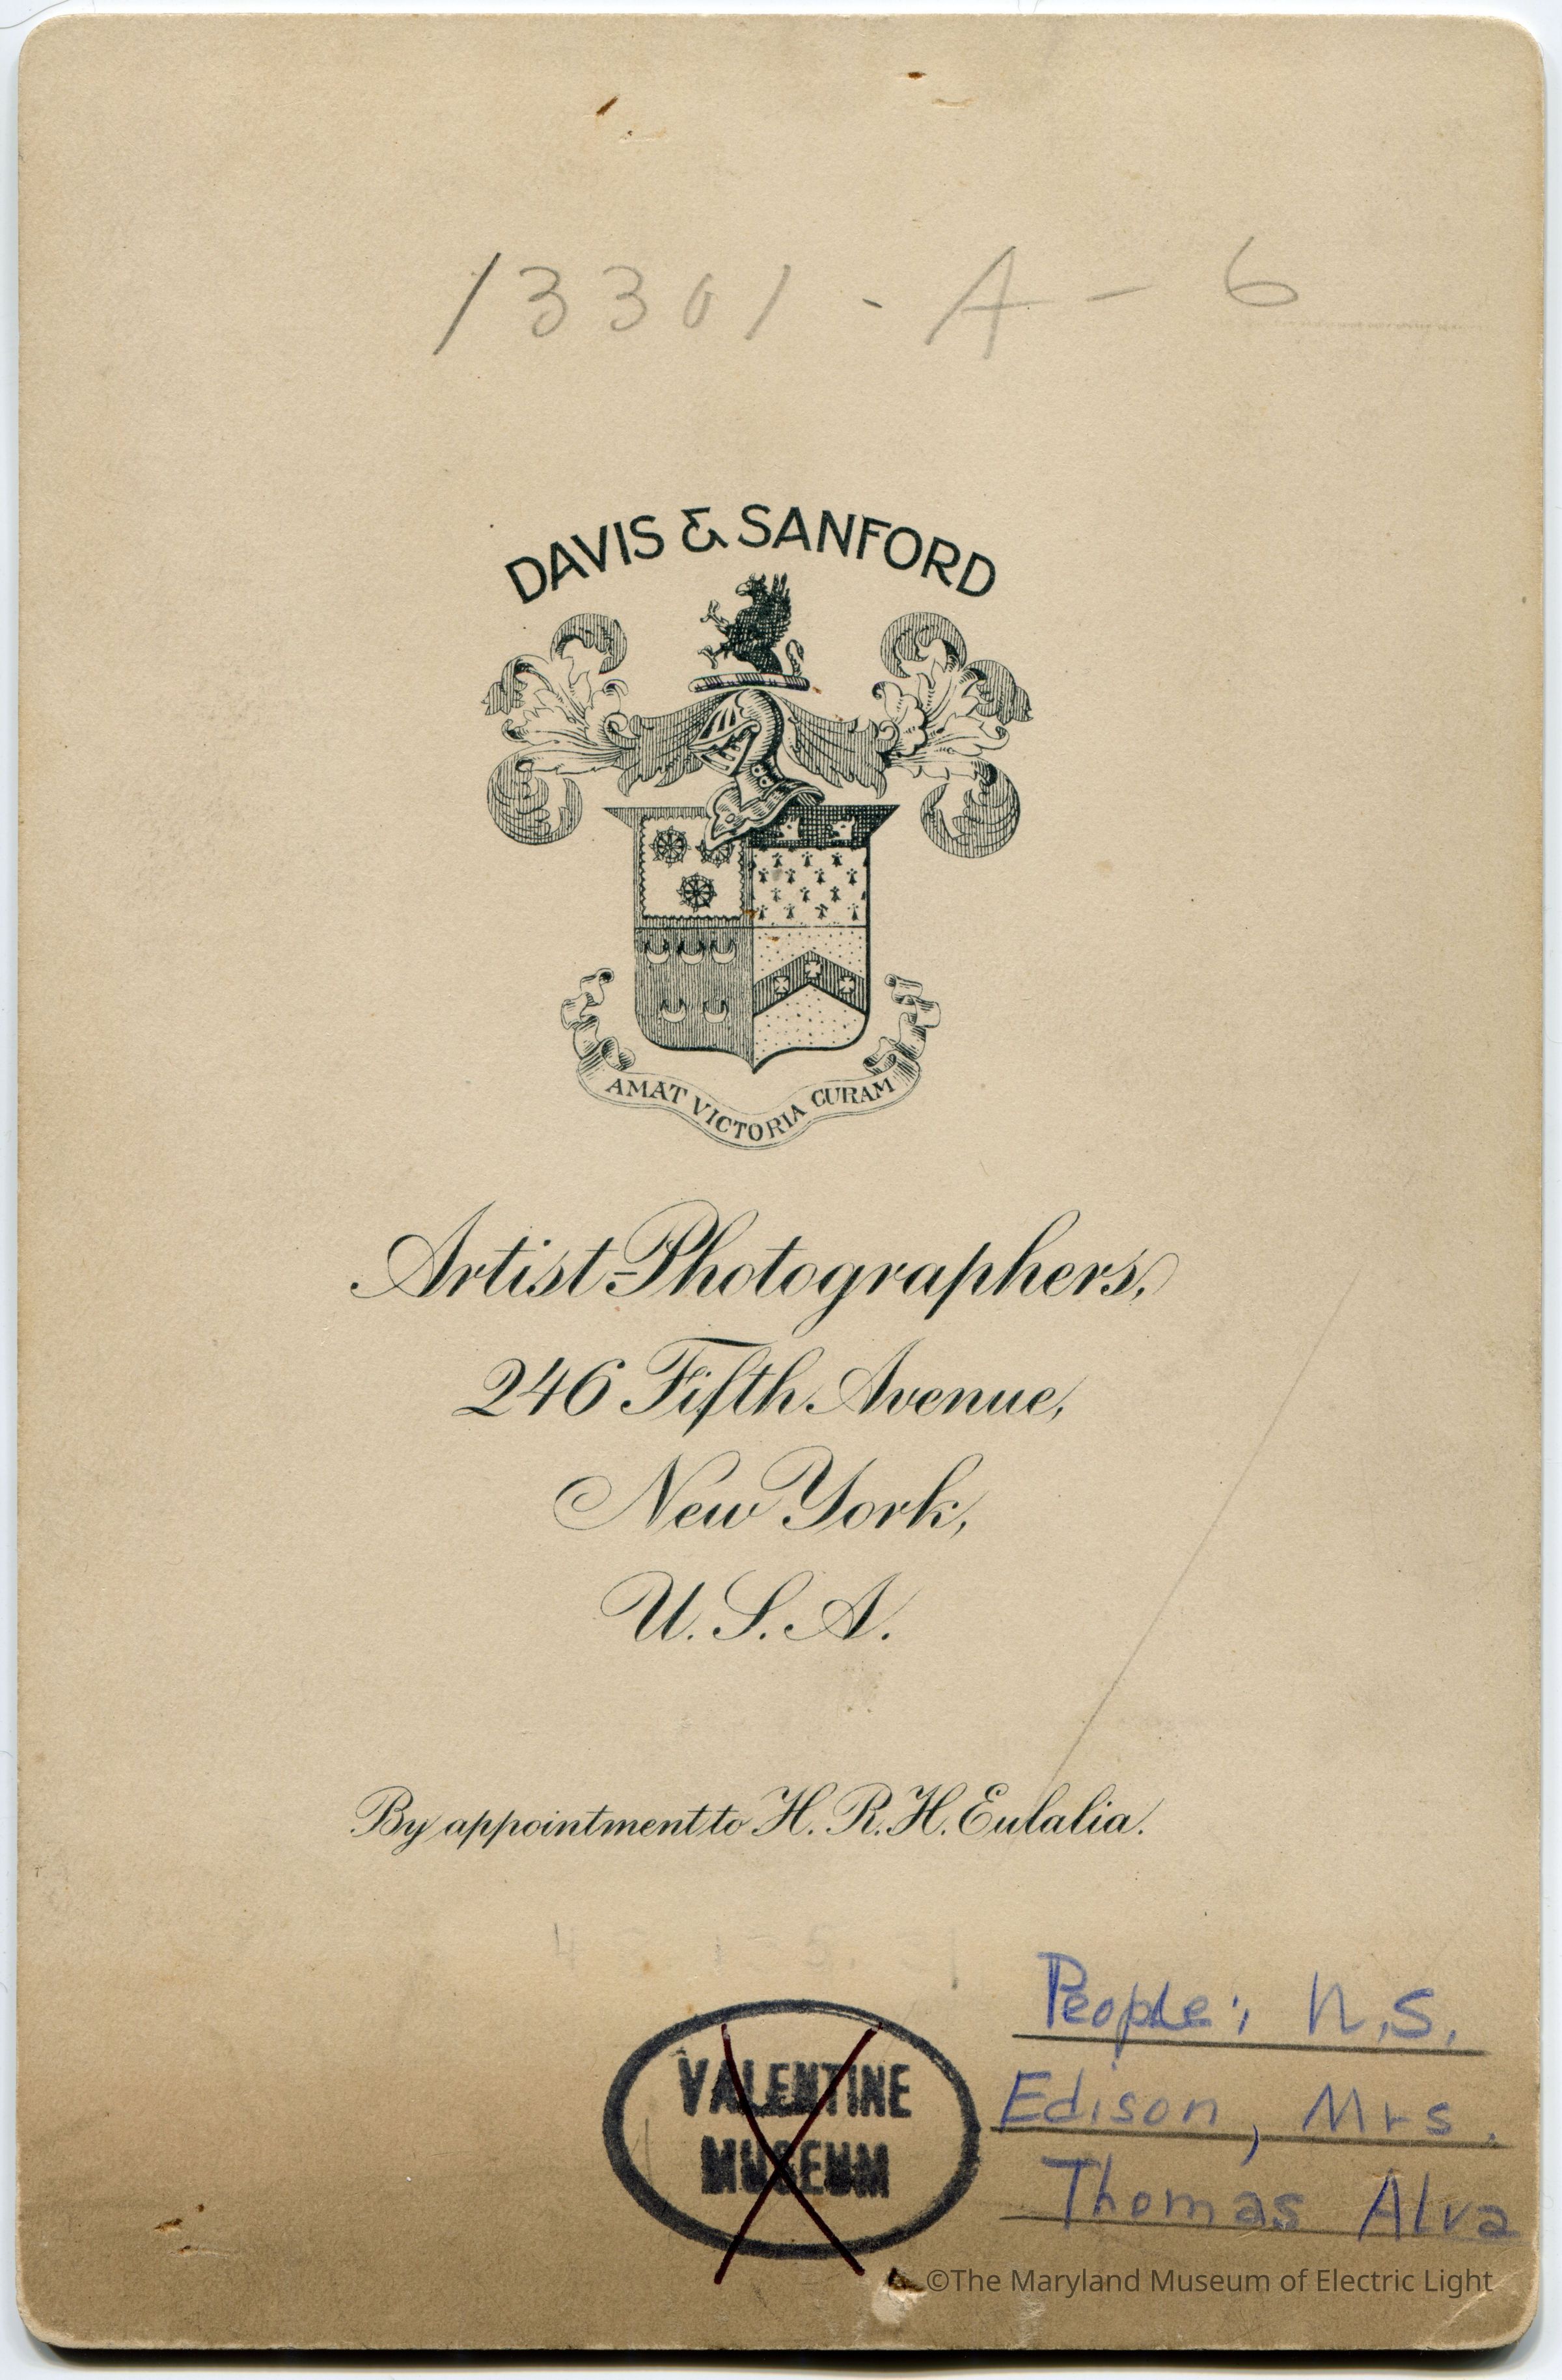 13301 - A - 6
DAVIS & SANFORD
AMAT VICTORIA CURAM
Artist-Photographers,
246 Fifth Avenue,
New York,
U.S.A.
By appointment to H.R.H. Eulalia.
People: N.S.
Edison, Mrs.
Thomas Alva
VALENTINE
MUSEUM
©The Maryland Museum of Electric Light